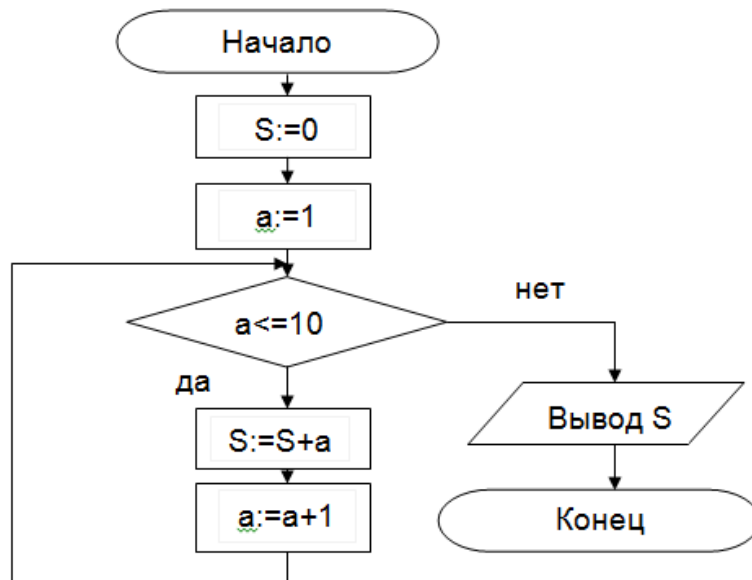 Начало
S:=0
a:=1
a<=10
нет
да
S:=S+a
Вывод S
a:=a+1
Конец